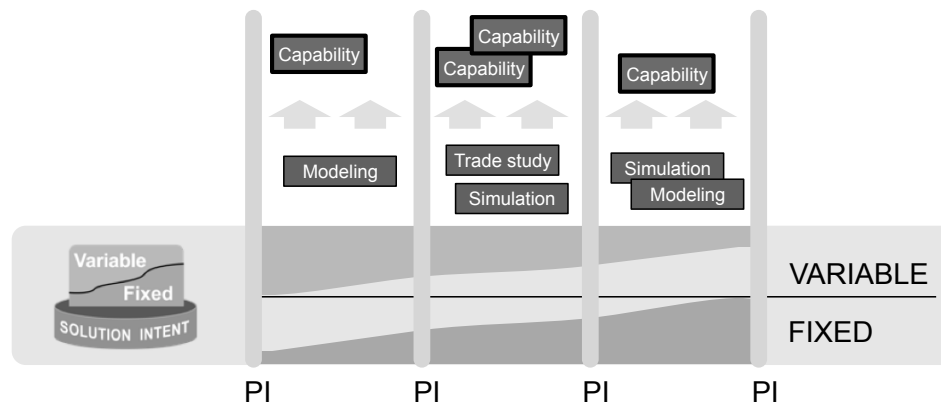 Capability
Capability
Capability
Capability
Modeling
Trade study
Simulation
Simulation
Modeling
Variable
Fixed
SOLUTION INTENT
VARIABLE
FIXED
PI
PI
PI
PI